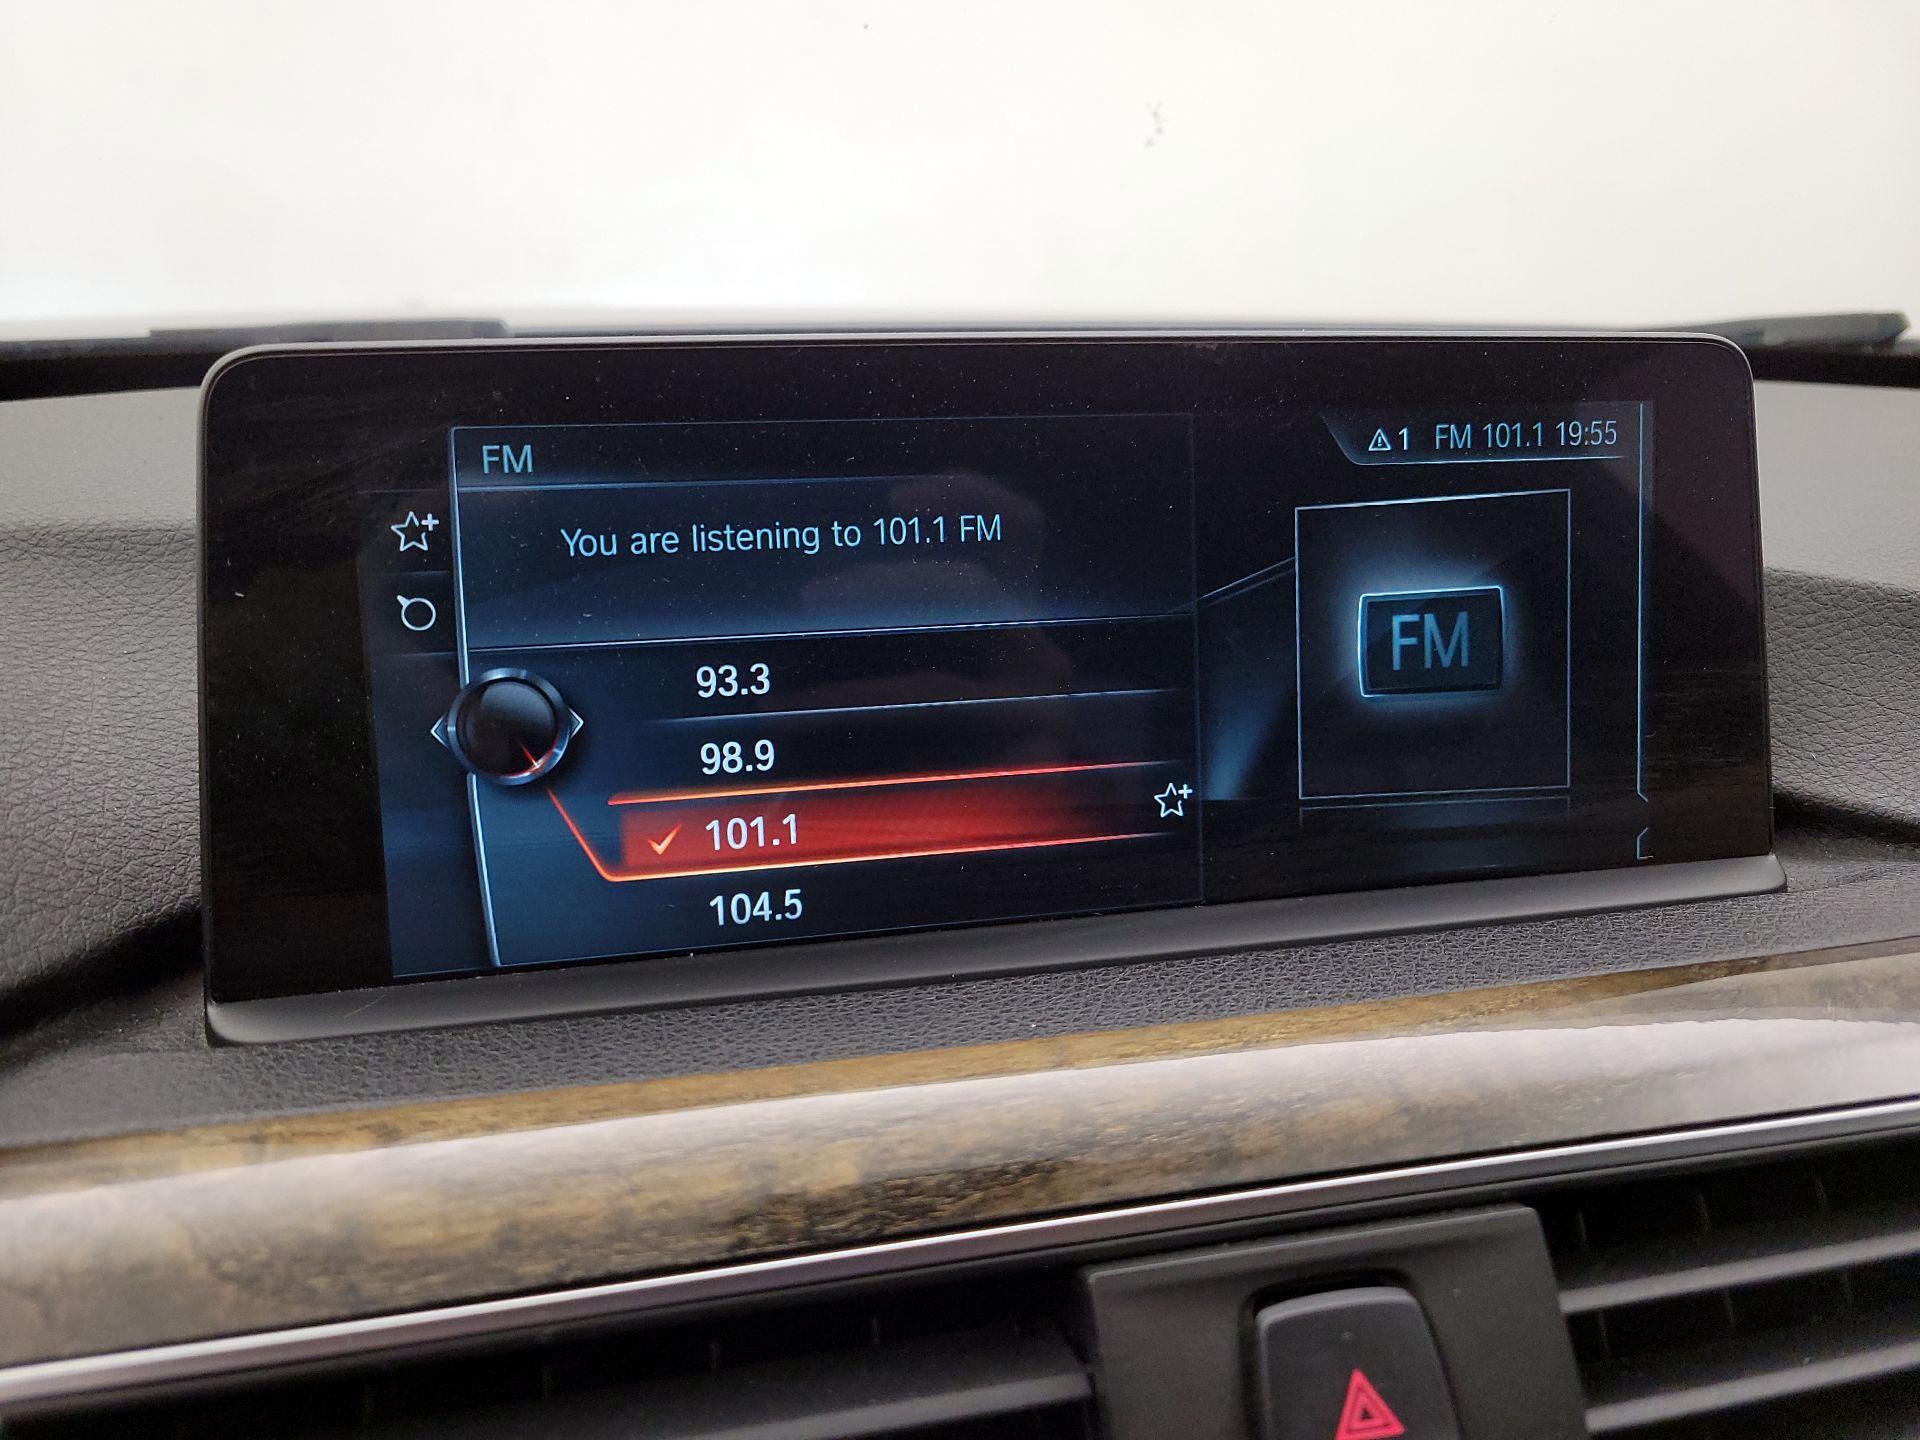 FM
1 FM 101.1 19:55
You are listening to 101.1 FM
FM
93.3
98.9
101.1
104.5